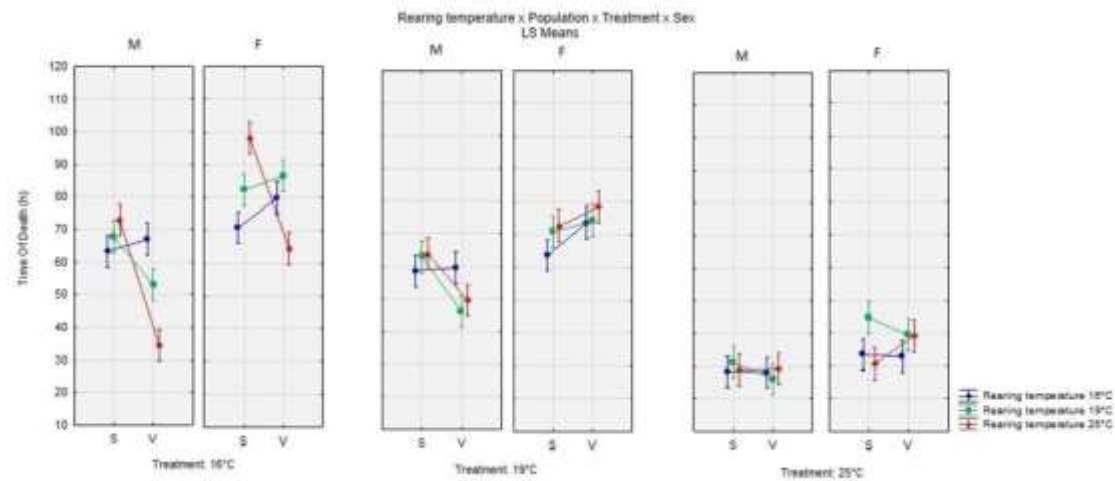 Rearing temperature x Population x Treatment x Sex
LS Means
M
F
M
F
M
F
120
110
100
90
80
70
60
50
40
30
20
10
Time Of Death (h)
S
V
S
V
S
V
S
V
S
V
S
V
Treatment: 16°C
Treatment: 19°C
Treatment: 25°C
Rearing temperature 16°C
Rearing temperature 19°C
Rearing temperature 25°C